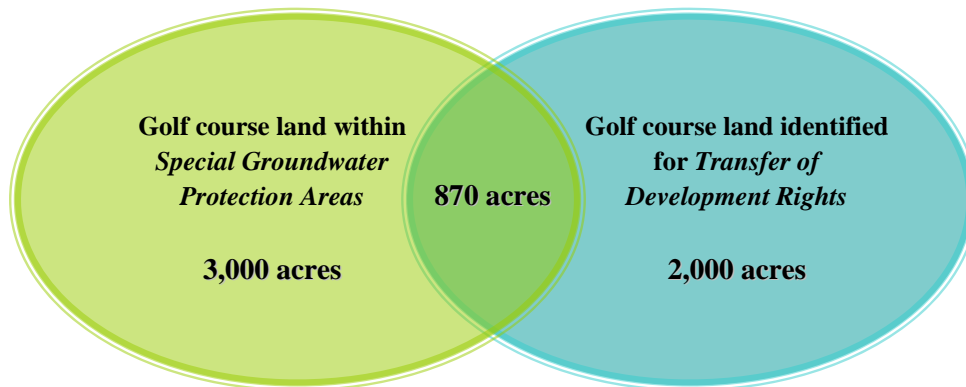 Golf course land within
Special Groundwater
Protection Areas
3,000 acres
870 acres
Golf course land identified
for Transfer of
Development Rights
2,000 acres